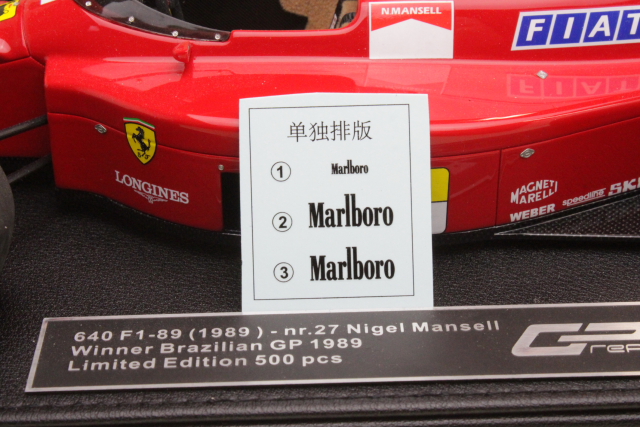 N.MANSELL
FIAT
单独排版
① Marlboro
② Marlboro
③ Marlboro
LONGINES
MAGNETI
MARELLI
WEBER
speedline
640 F1-89 (1989) - nr.27 Nigel Mansell
Winner Brazilian GP 1989
Limited Edition 500 pcs
GP